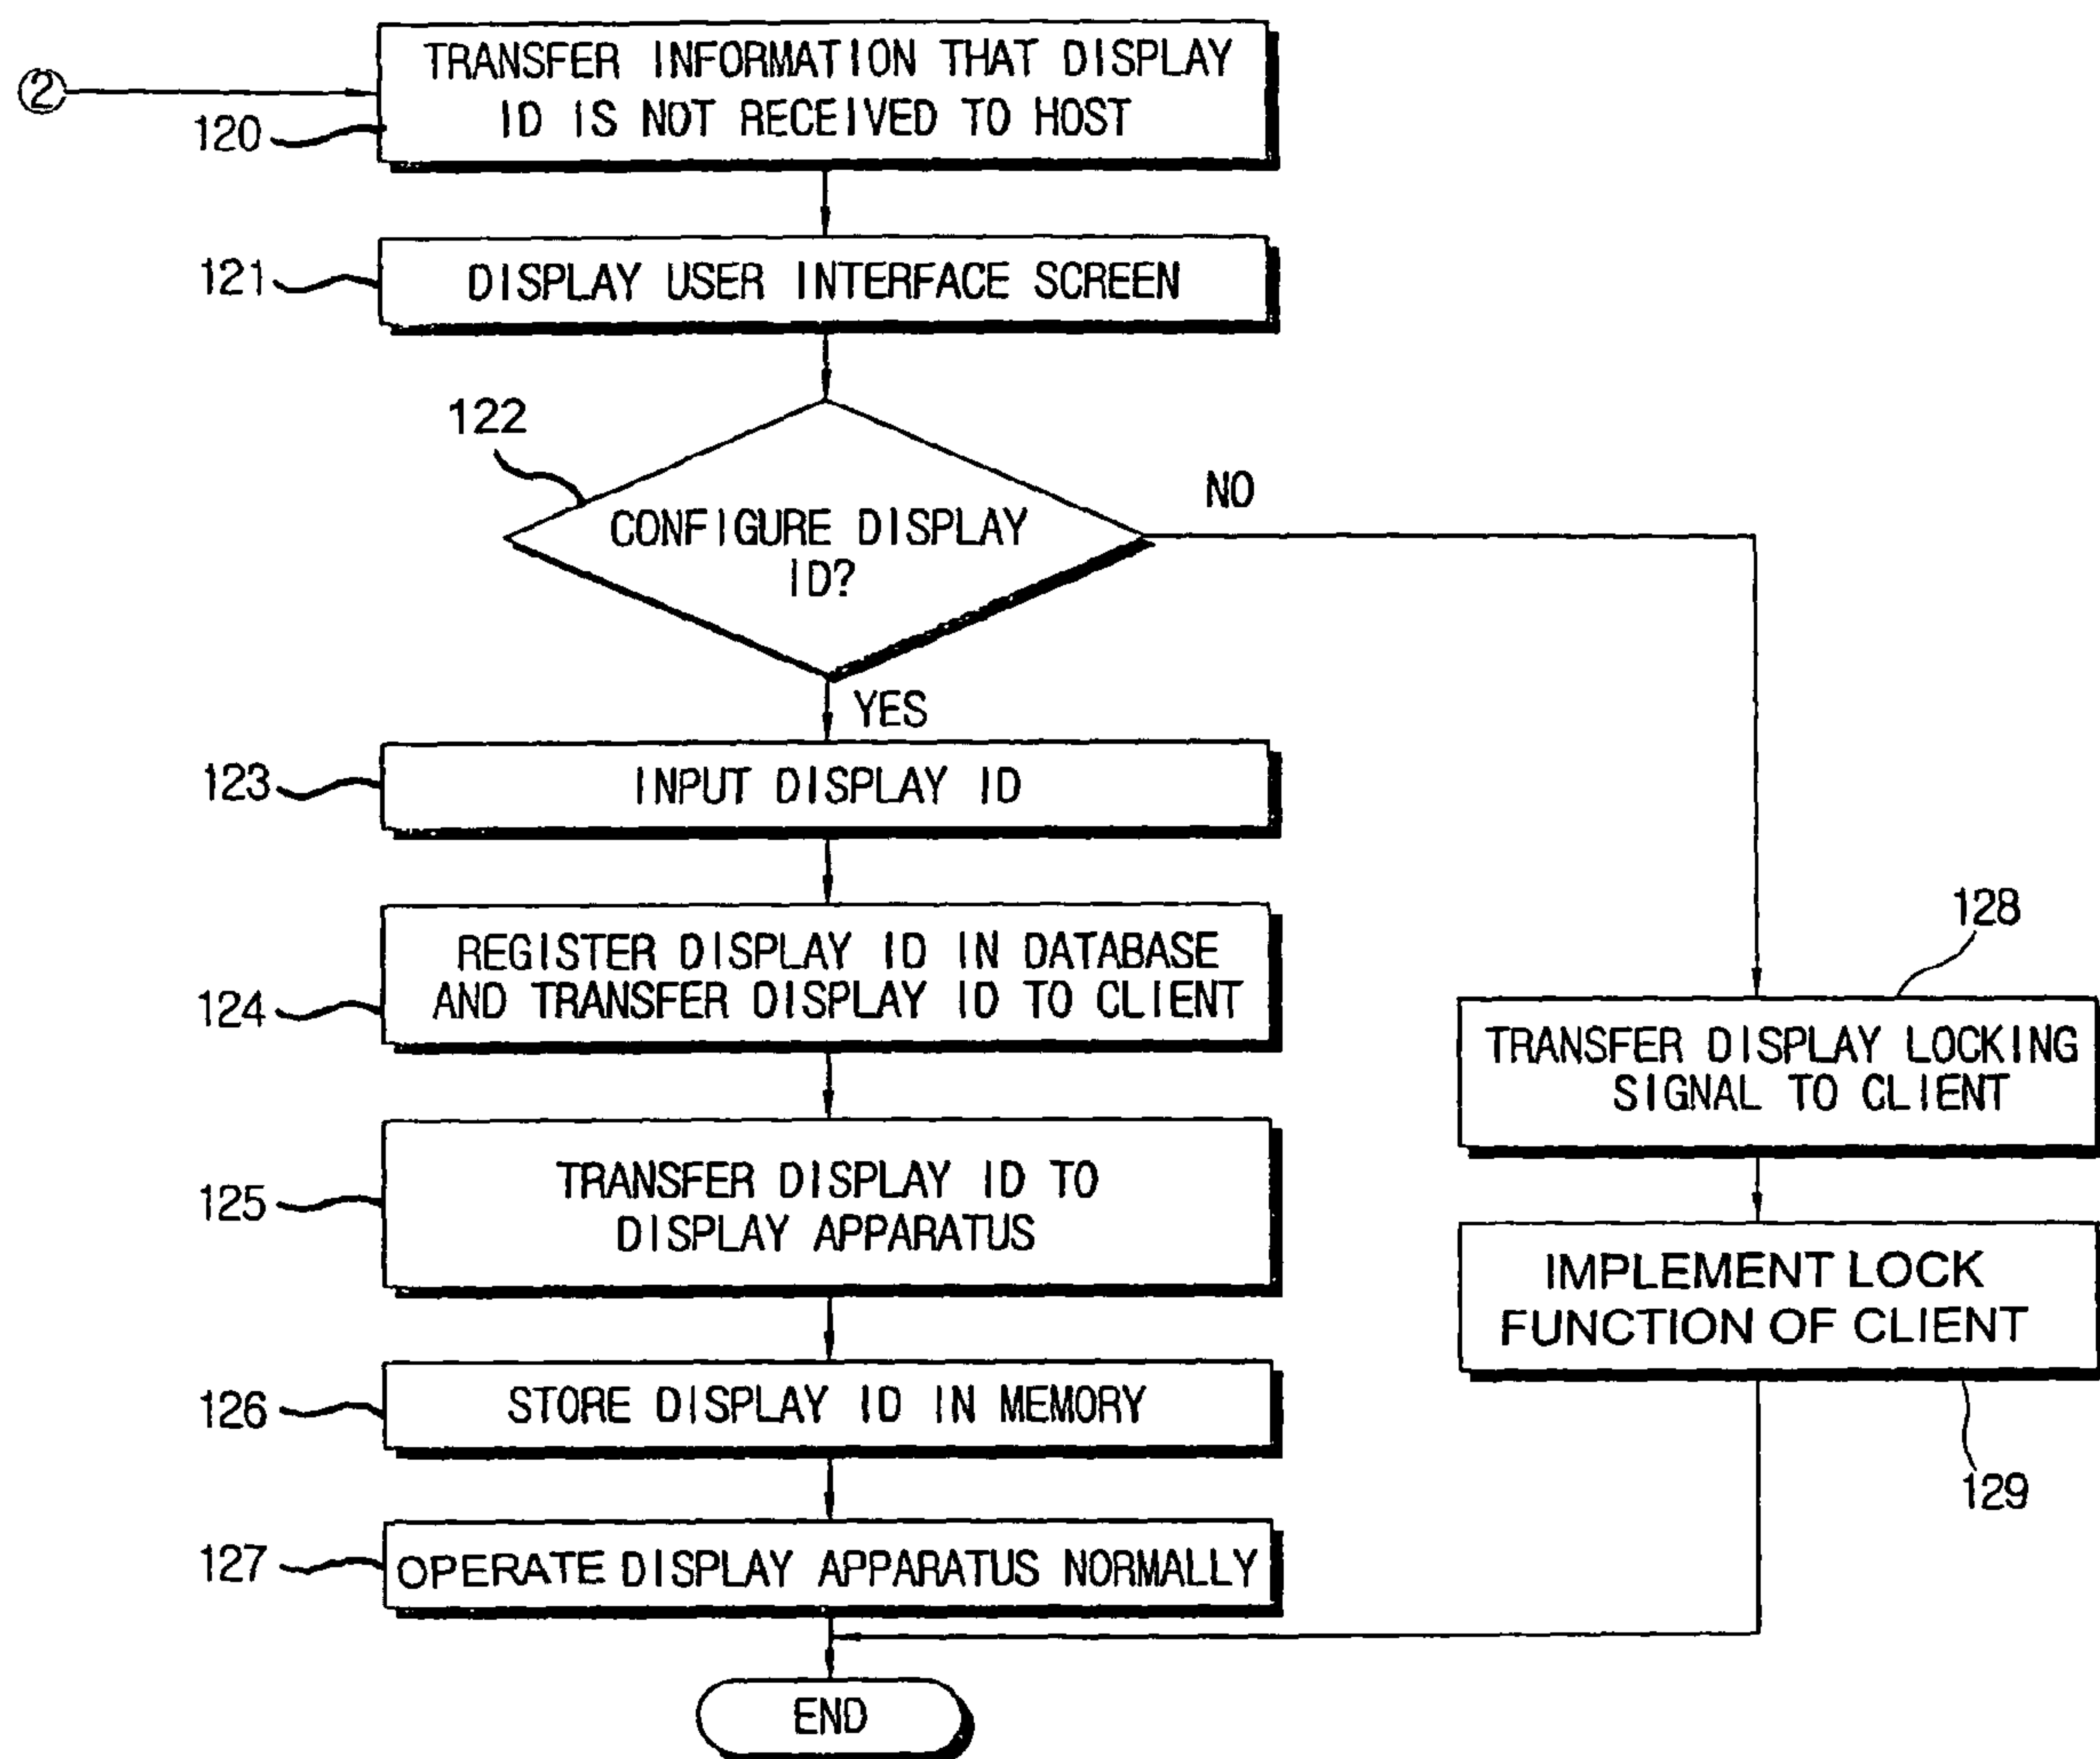 TRANSFER INFORMATION THAT DISPLAY
ID IS NOT RECEIVED TO HOST
②
120
121
DISPLAY USER INTERFACE SCREEN
122
CONFIGURE DISPLAY
ID?
NO
YES
123
INPUT DISPLAY ID
124
REGISTER DISPLAY ID IN DATABASE
AND TRANSFER DISPLAY ID TO CLIENT
128
TRANSFER DISPLAY LOCKING
SIGNAL TO CLIENT
125
TRANSFER DISPLAY ID TO
DISPLAY APPARATUS
IMPLEMENT LOCK
FUNCTION OF CLIENT
129
126
STORE DISPLAY ID IN MEMORY
127
OPERATE DISPLAY APPARATUS NORMALLY
END